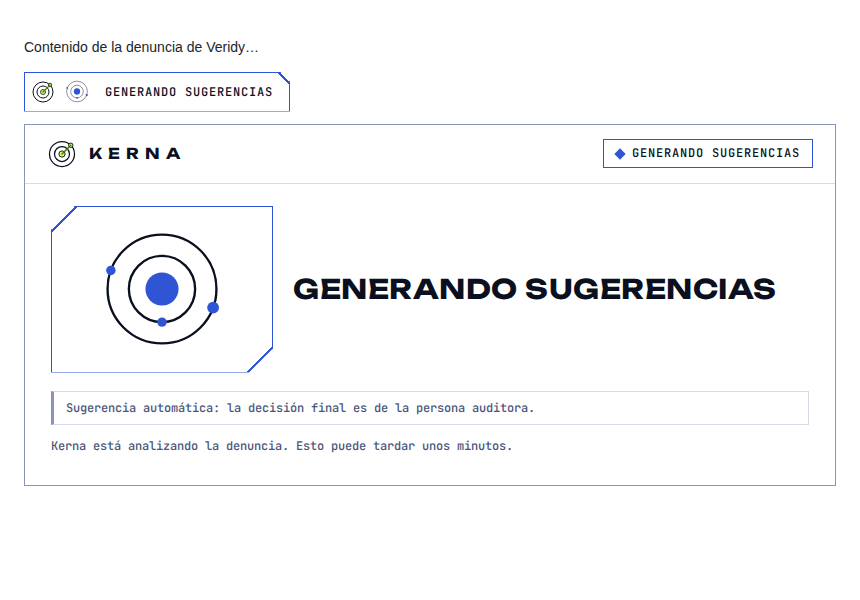 Contenido de la denuncia de Veridy…
GENERANDO SUGERENCIAS
KERNA
GENERANDO SUGERENCIAS
GENERANDO SUGERENCIAS
Sugerencia automática: la decisión final es de la persona auditora.
Kerna está analizando la denuncia. Esto puede tardar unos minutos.